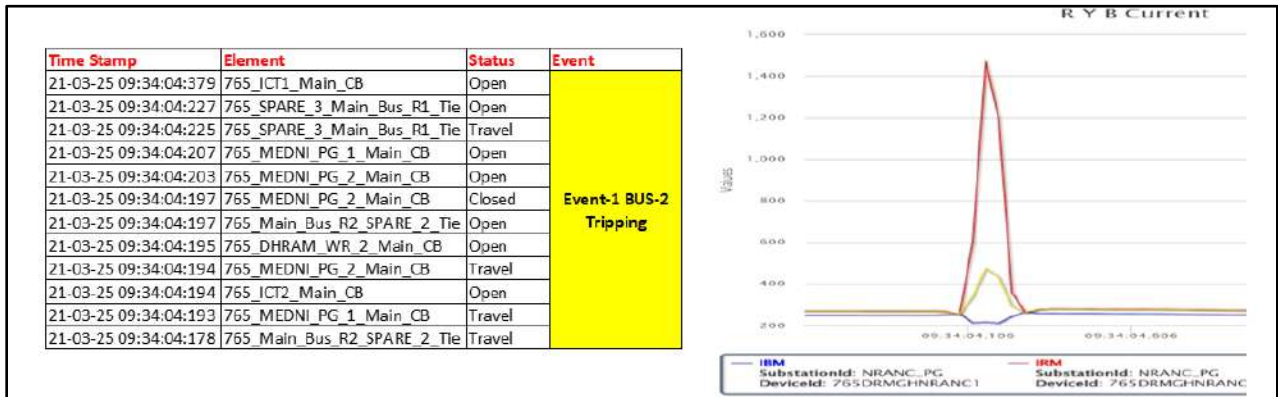 Time Stamp Element Status Event
21-03-25 09:34:04:379 765_ICT1_Main_CB Open
21-03-25 09:34:04:227 765_SPARE_3_Main_Bus_R1_Tie Open
21-03-25 09:34:04:225 765_SPARE_3_Main_Bus_R1_Tie Travel
21-03-25 09:34:04:207 765_MEDNI_PG_1_Main_CB Open
21-03-25 09:34:04:203 765_MEDNI_PG_2_Main_CB Open
21-03-25 09:34:04:197 765_MEDNI_PG_2_Main_CB Closed
21-03-25 09:34:04:197 765_Main_Bus_R2_SPARE_2_Tie Open
21-03-25 09:34:04:195 765_DHRAM_WR_2_Main_CB Open
21-03-25 09:34:04:194 765_MEDNI_PG_2_Main_CB Travel
21-03-25 09:34:04:194 765_ICT2_Main_CB Open
21-03-25 09:34:04:193 765_MEDNI_PG_1_Main_CB Travel
21-03-25 09:34:04:178 765_Main_Bus_R2_SPARE_2_Tie Travel
Event-1 BUS-2
Tripping
R Y B Current
1,600
1,400
1,200
1,000
800
600
400
200
Values
09:34:04,100 09:34:04,606
IBM
SubstationId: NRANC_PG
DeviceId: 765DRMGHNRANC1
IRM
SubstationId: NRANC_PG
DeviceId: 765DRMGHNRANC